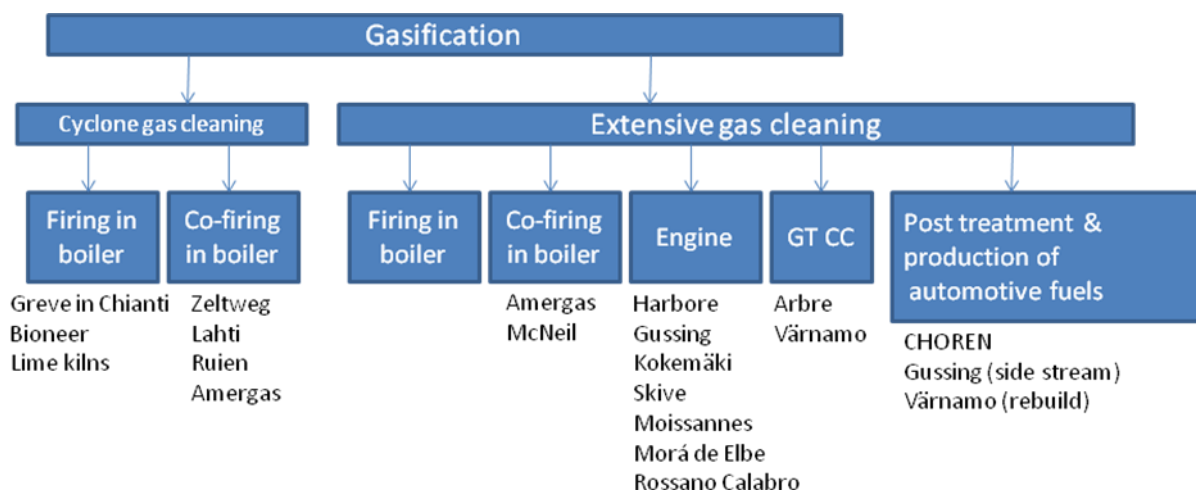 Gasification
Cyclone gas cleaning
Extensive gas cleaning
Firing in
boiler
Co-firing
in boiler
Firing in
boiler
Co-firing
in boiler
Engine
GT CC
Post treatment &
production of
automotive fuels
Greve in Chianti
Bioneer
Lime kilns
Zeltweg
Lahti
Ruien
Amergas
Amergas
McNeil
Harbore
Gussing
Kokemäki
Skive
Moissannes
Morá de Elbe
Rossano Calabro
Arbre
Värnamo
CHOREN
Gussing (side stream)
Värnamo (rebuild)